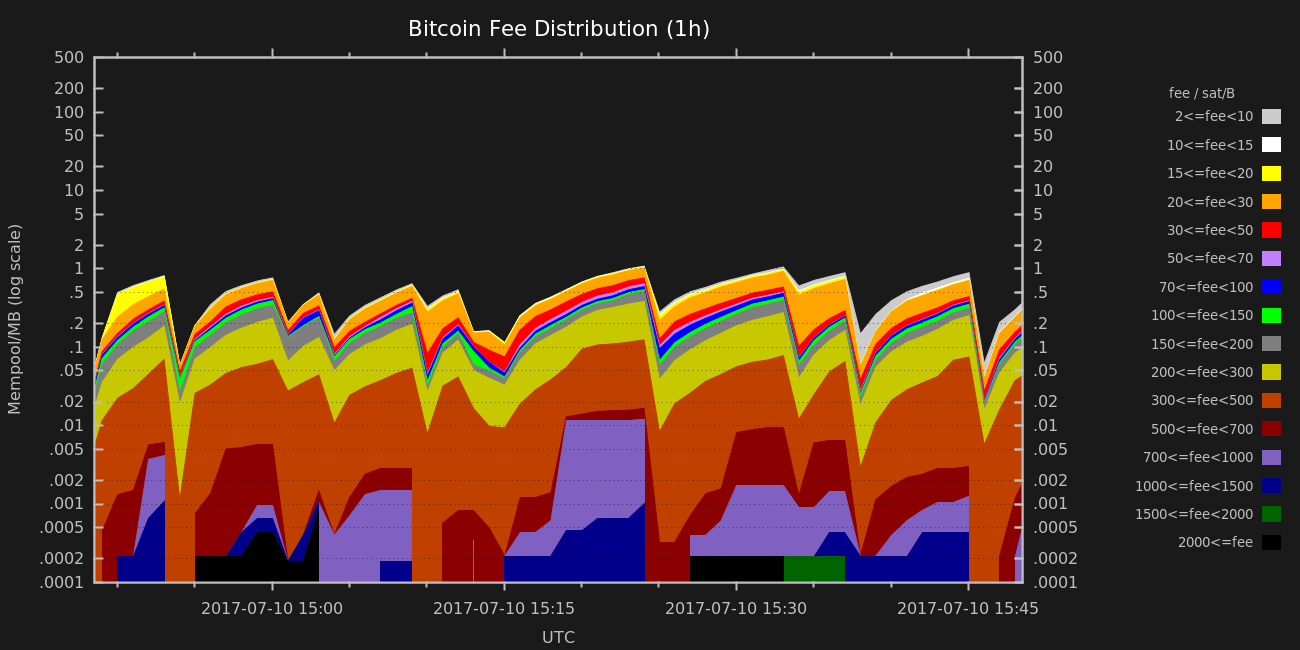 Bitcoin Fee Distribution (1h)
Mempool/MB (log scale)
500
200
100
50
20
10
5
2
1
.5
.2
.1
.05
.02
.01
.005
.002
.001
.0005
.0002
.0001
500
200
100
50
20
10
5
2
1
.5
.2
.1
.05
.02
.01
.005
.002
.001
.0005
.0002
.0001
2017-07-10 15:00
2017-07-10 15:15
2017-07-10 15:30
2017-07-10 15:45
UTC
fee / sat/B
2<=fee<10
10<=fee<15
15<=fee<20
20<=fee<30
30<=fee<50
50<=fee<70
70<=fee<100
100<=fee<150
150<=fee<200
200<=fee<300
300<=fee<500
500<=fee<700
700<=fee<1000
1000<=fee<1500
1500<=fee<2000
2000<=fee